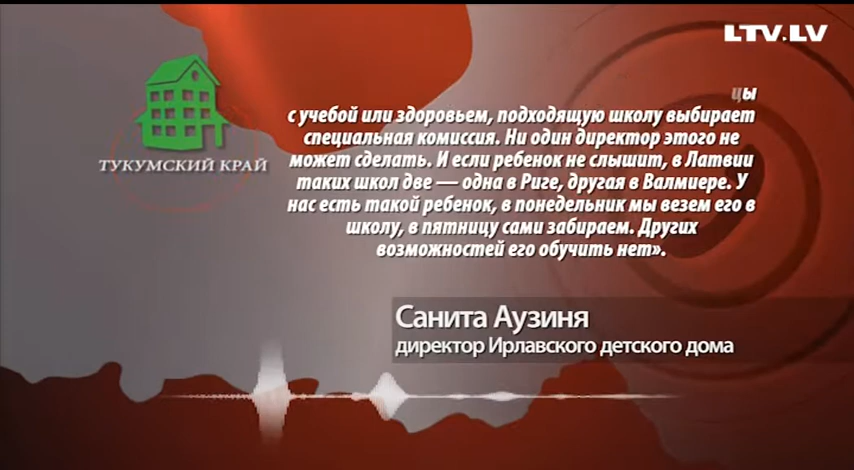 LTV.LV
ТУКУМСКИЙ КРАЙ
цы
с учебой или здоровьем, подходящую школу выбирает
специальная комиссия. Ни один директор этого не
может сделать. И если ребенок не слышит, в Латвии
таких школ две — одна в Риге, другая в Валмиере. У
нас есть такой ребенок, в понедельник мы везем его в
школу, в пятницу сами забираем. Других
возможностей его обучить нет».
Санита Аузиня
директор Ирлавского детского дома